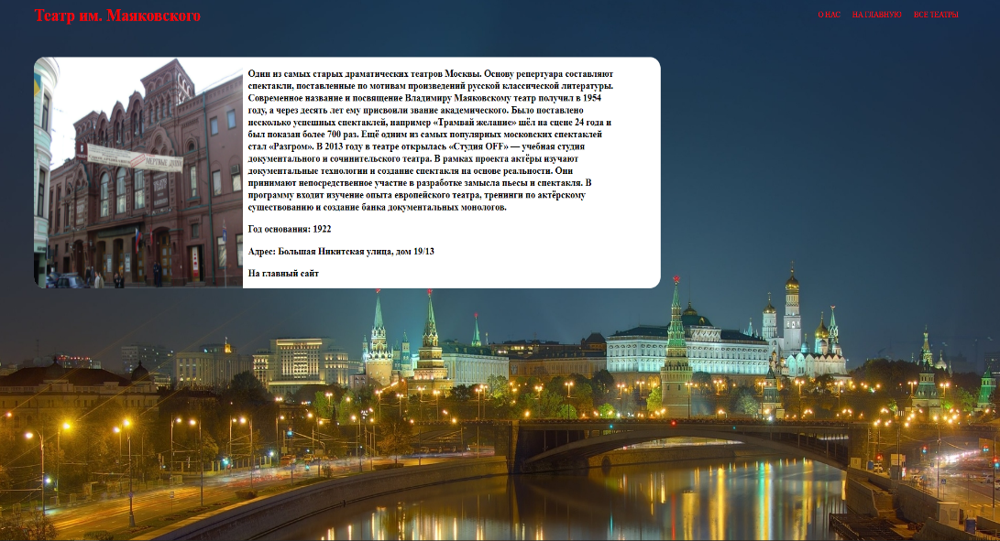 Театр им. Маяковского
О НАС НА ГЛАВНУЮ ВСЕ ТЕАТРЫ
Один из самых старых драматических театров Москвы. Основу репертуара составляют
спектакли, поставленные по мотивам произведений русской классической литературы.
Современное название и посвящение Владимиру Маяковскому театр получил в 1954
году, а через десять лет ему присвоили звание академического. Было поставлено
несколько успешных спектаклей, например «Трамвай желание» шёл на сцене 24 года и
был показан более 700 раз. Ещё одним из самых популярных московских спектаклей
стал «Разгром». В 2013 году в театре открылась «Студия OFF» — учебная студия
документального и сочинительского театра. В рамках проекта актёры изучают
документальные технологии и создание спектакля на основе реальности. Они
принимают непосредственное участие в разработке замысла пьесы и спектакля. В
программу входит изучение опыта европейского театра, тренинги по актёрскому
существованию и создание банка документальных монологов.
Год основания: 1922
Адрес: Большая Никитская улица, дом 19/13
На главный сайт
МЕРТВЫЕ ДУШИ